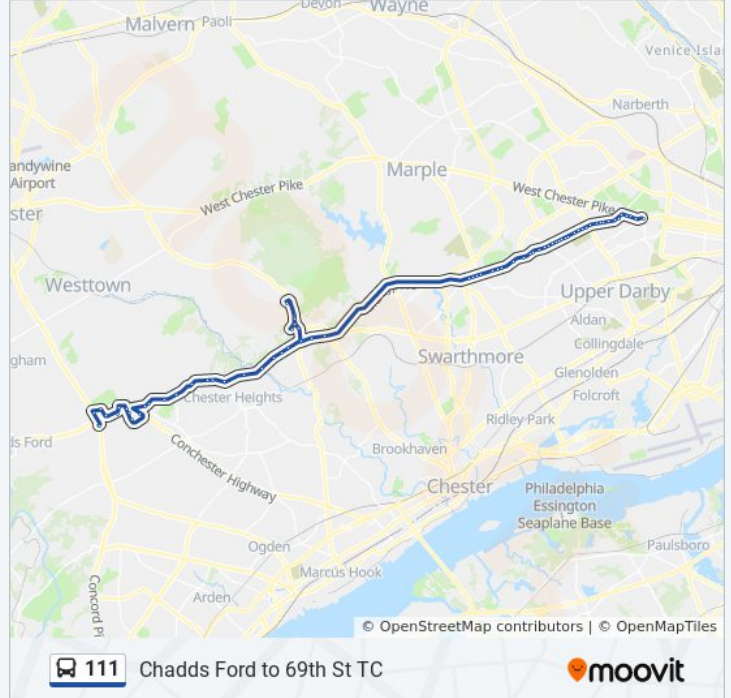 Devon
Wayne
Malvern
Paoli
Venice Isla
Narberth
andywine
Airport
Marple
West Chester Pike
West Chester Pike
ster
Westtown
Upper Darby
Aldan
Collingdale
gham
Swarthmore
Glenolden
Folcroft
Chester Heights
Ridley Park
ds Ford
Conchester Highway
Brookhaven
Chester
Philadelphia
Essington
Seaplane Base
Ogden
Paulsboro
Marcus Hook
Arden
Concord Pi
© OpenStreetMap contributors | © OpenMapTiles
111 Chadds Ford to 69th St TC
moovit